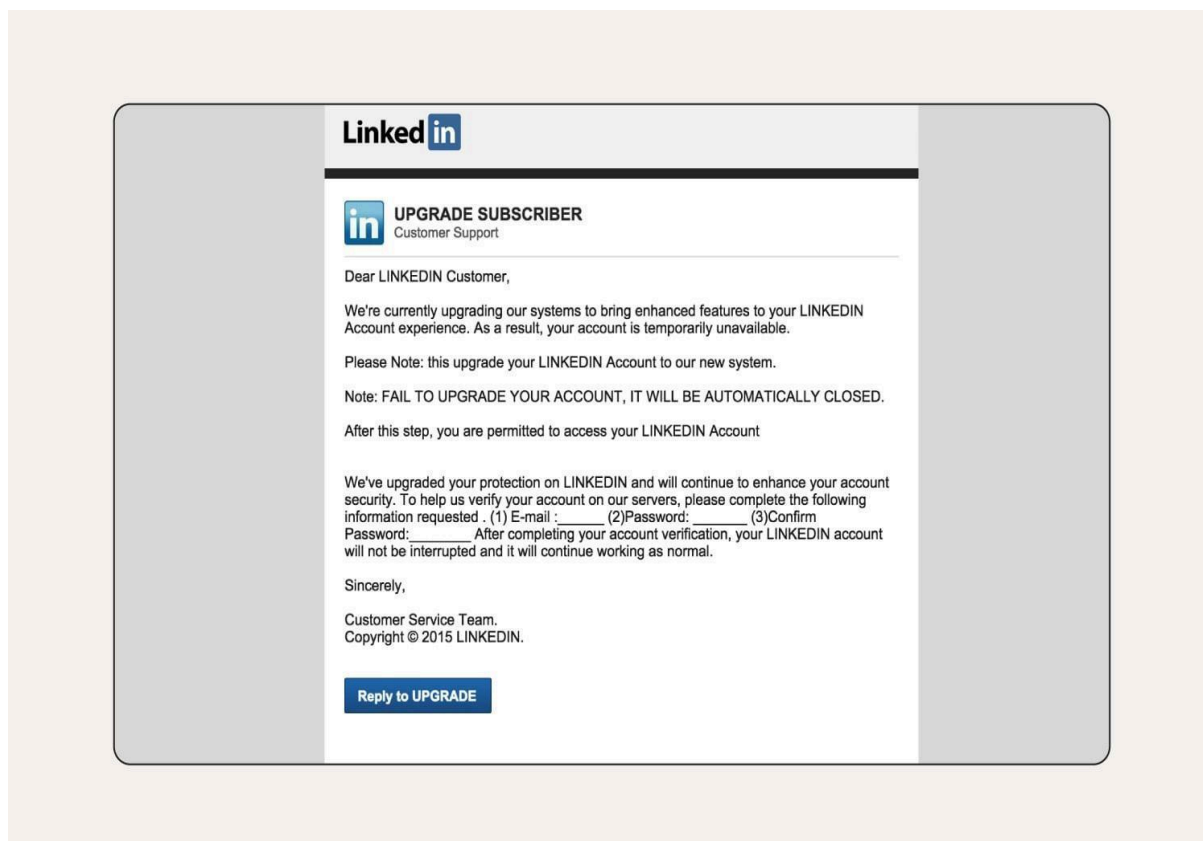 Linked in
in
UPGRADE SUBSCRIBER
Customer Support
Dear LINKEDIN Customer,
We're currently upgrading our systems to bring enhanced features to your LINKEDIN
Account experience. As a result, your account is temporarily unavailable.
Please Note: this upgrade your LINKEDIN Account to our new system.
Note: FAIL TO UPGRADE YOUR ACCOUNT, IT WILL BE AUTOMATICALLY CLOSED.
After this step, you are permitted to access your LINKEDIN Account
We've upgraded your protection on LINKEDIN and will continue to enhance your account
security. To help us verify your account on our servers, please complete the following
information requested . (1) E-mail :______ (2)Password: _______ (3)Confirm
Password:________ After completing your account verification, your LINKEDIN account
will not be interrupted and it will continue working as normal.
Sincerely,
Customer Service Team.
Copyright © 2015 LINKEDIN.
Reply to UPGRADE